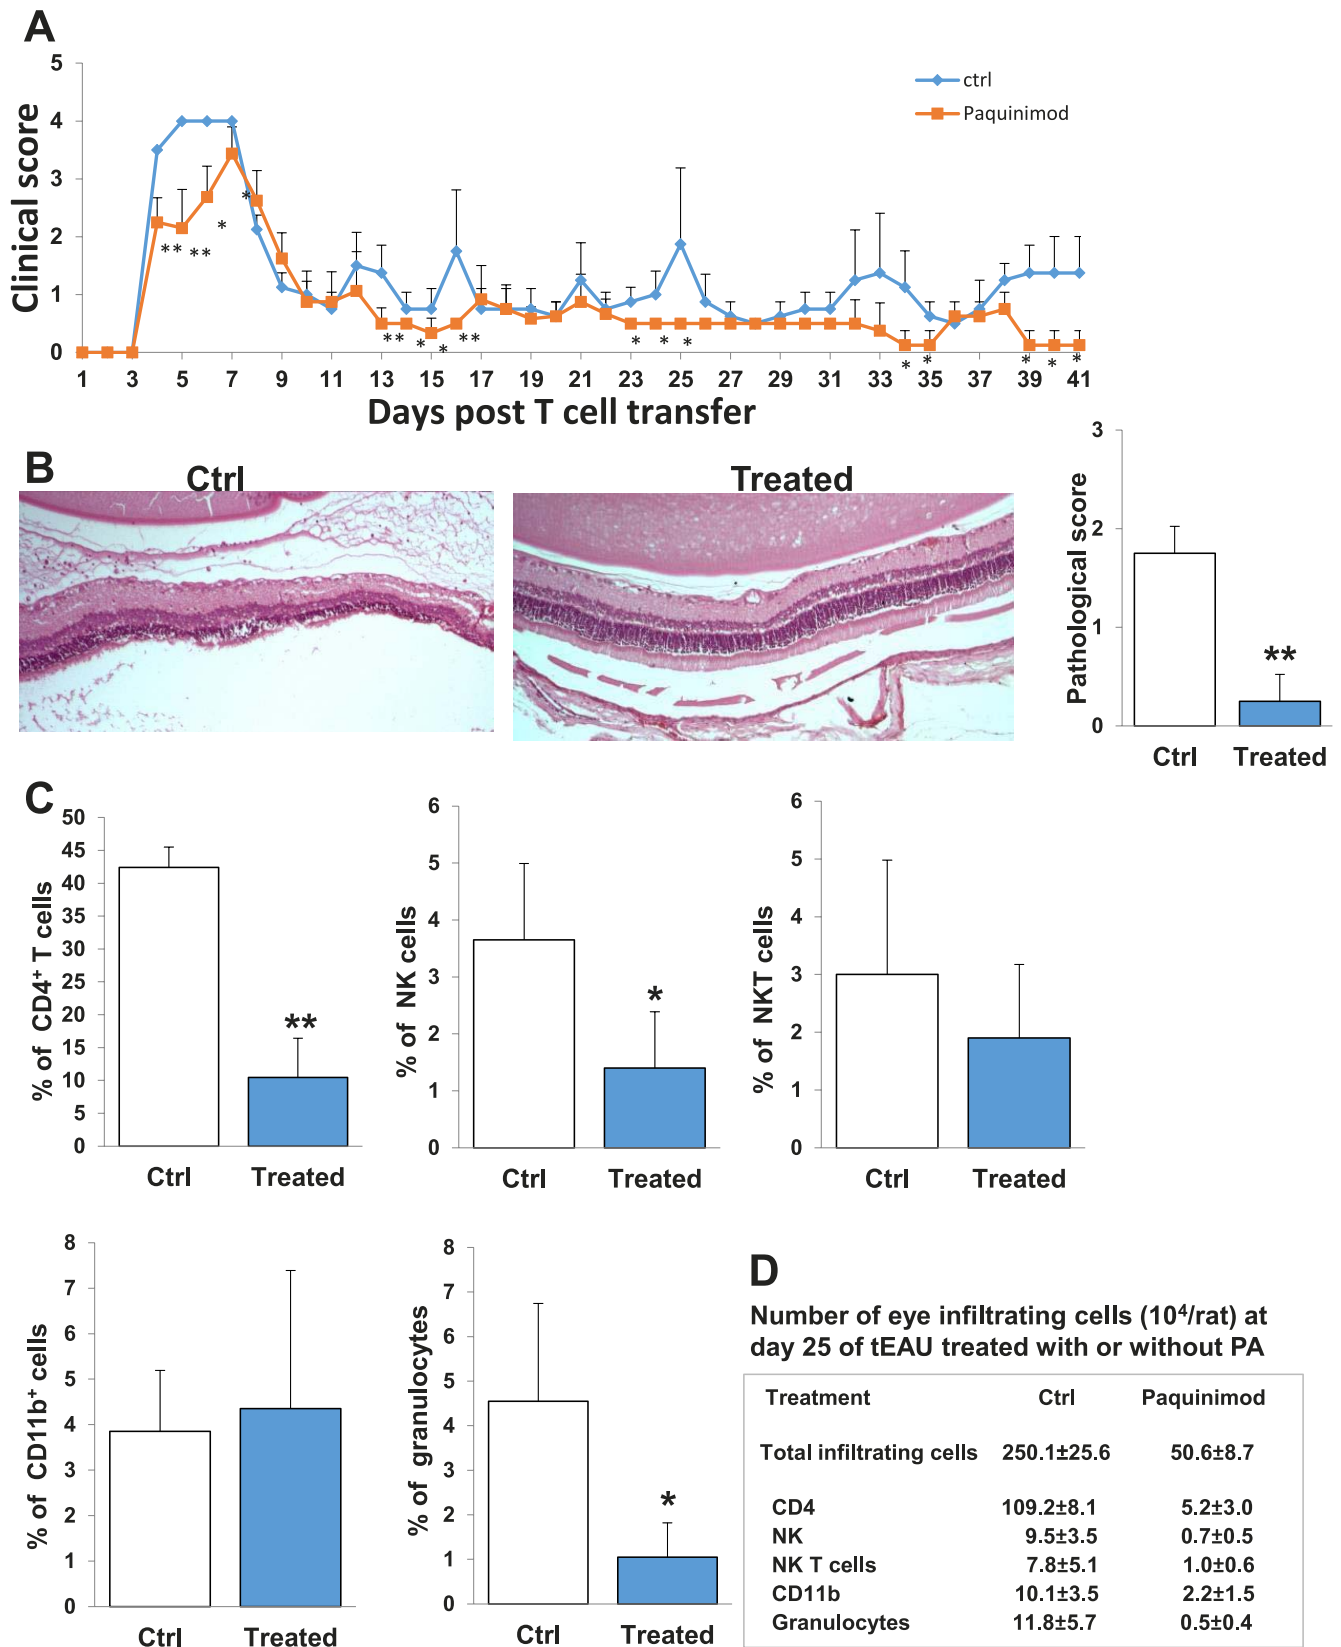 A
5
4
3
2
1
0
Clinical score
ctrl
Paquinimod
** ** * * ** * * ** * * * * * * * *
1 3 5 7 9 11 13 15 17 19 21 23 25 27 29 31 33 35 37 39 41
Days post T cell transfer
B
Ctrl
Treated
3
2
1
0
Pathological score
**
Ctrl Treated
C
50
45
40
35
30
25
20
15
10
5
0
% of CD4⁺ T cells
**
Ctrl Treated
6
5
4
3
2
1
0
% of NK cells
*
Ctrl Treated
6
5
4
3
2
1
0
% of NKT cells
Ctrl Treated
8
7
6
5
4
3
2
1
0
% of CD11b⁺ cells
Ctrl Treated
8
7
6
5
4
3
2
1
0
% of granulocytes
*
Ctrl Treated
D
Number of eye infiltrating cells (10⁴/rat) at
day 25 of tEAU treated with or without PA
Treatment Ctrl Paquinimod
Total infiltrating cells 250.1±25.6 50.6±8.7
CD4 109.2±8.1 5.2±3.0
NK 9.5±3.5 0.7±0.5
NK T cells 7.8±5.1 1.0±0.6
CD11b 10.1±3.5 2.2±1.5
Granulocytes 11.8±5.7 0.5±0.4